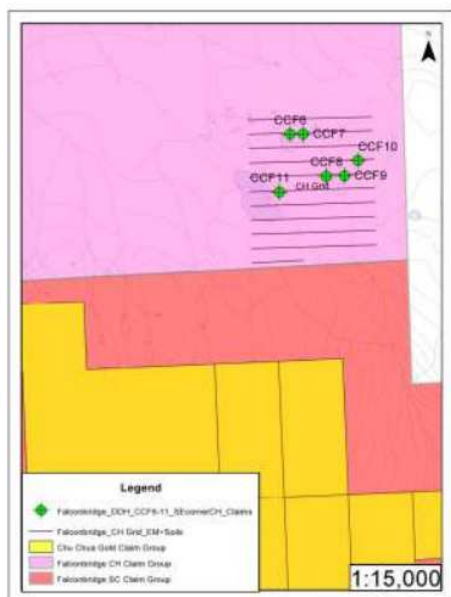 N
CCF6
CCF7
CCF10
CCF8
CCF9
CCF11
CH Grid
Legend
Falconbridge_DDH_CCF6-11_SEcornerCH_Claims
Falconbridge_CH Grid_EM+Soils
Chu Chua Gold Claim Group
Falconbridge CH Claim Group
Falconbridge SC Claim Group
1:15,000